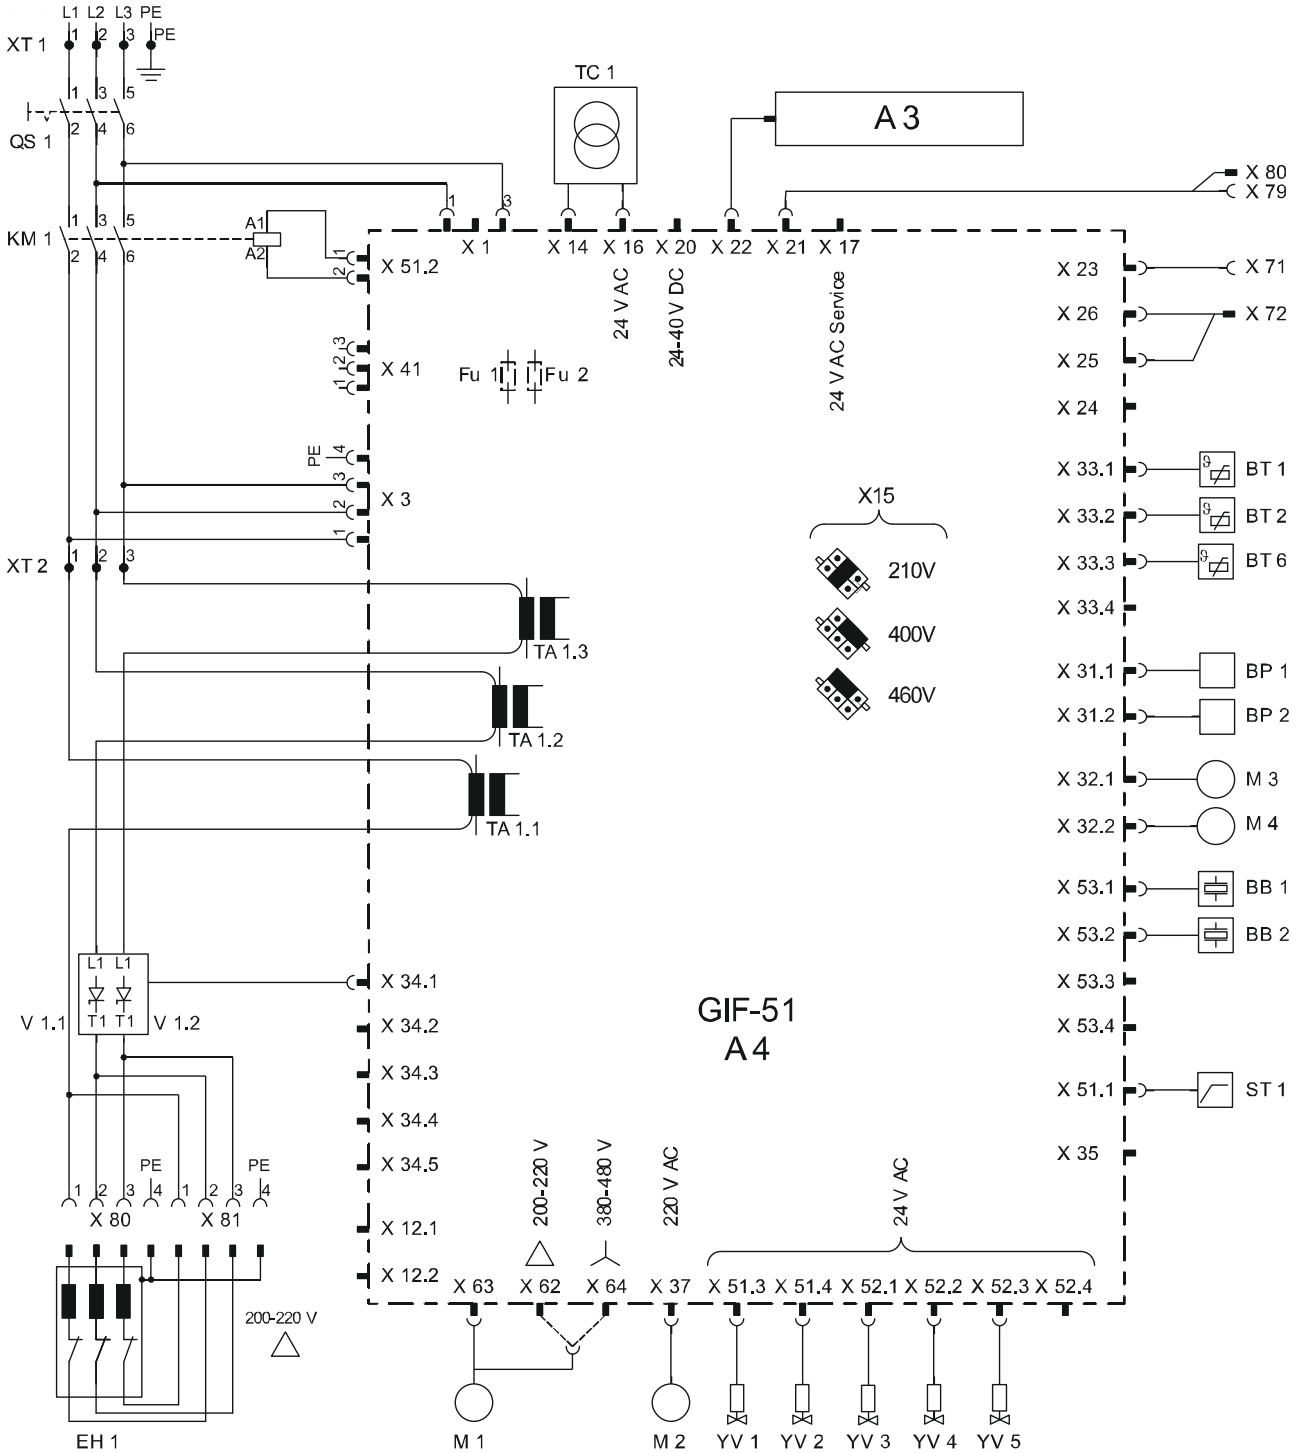 L1 L2 L3 PE
XT 1 1 2 3 PE
TC 1
A 3
1 3 5
QS 1 2 4 6
X 80
X 79
1 3
1 3 5 A1
KM 1 2 4 6 A2
1
2
X 51.2
X 1 X 14 X 16 X 20 X 22 X 21 X 17
24 V AC
24-40 V DC
24 V AC Service
X 23 X 71
X 26 X 72
X 25
X 24
3
2
1
X 41
Fu 1 Fu 2
PE 4
3
2
1
X 3
XT 2 1 2 3
X15
210V
400V
460V
X 33.1 ϑ BT 1
X 33.2 ϑ BT 2
X 33.3 ϑ BT 6
X 33.4
TA 1.3
TA 1.2
TA 1.1
X 31.1 BP 1
X 31.2 BP 2
X 32.1 M 3
X 32.2 M 4
X 53.1 BB 1
X 53.2 BB 2
X 53.3
X 53.4
L1 L1
T1 T1
V 1.1 V 1.2
X 34.1
X 34.2
X 34.3
X 34.4
X 34.5
X 12.1
X 12.2
GIF-51
A 4
X 51.1 ST 1
X 35
PE PE
1 2 3 4 1 2 3 4
X 80 X 81
200-220 V
380-480 V
220 V AC
24 V AC
X 63 X 62 X 64 X 37 X 51.3 X 51.4 X 52.1 X 52.2 X 52.3 X 52.4
200-220 V
EH 1 M 1 M 2 YV 1 YV 2 YV 3 YV 4 YV 5